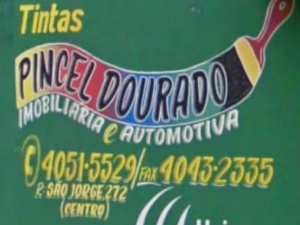 Tintas
PINCEL DOURADO
IMOBILIÁRIA e AUTOMOTIVA
4051-5529/FAX 4043-2335
R. SÃO JORGE, 272
(CENTRO)